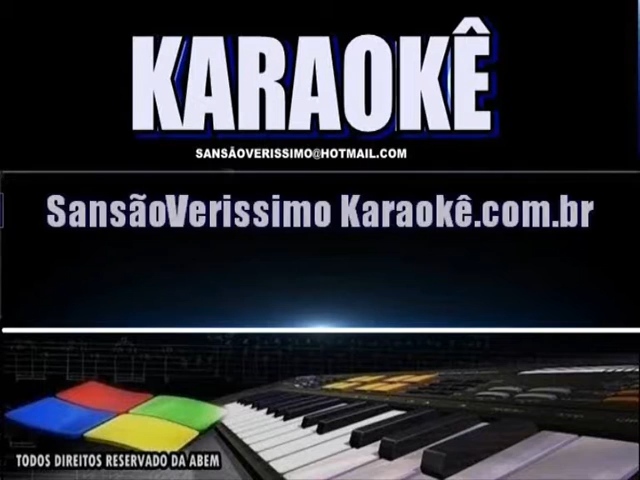 KARAOKÊ
SANSÃOVERISSIMO@HOTMAIL.COM
SansãoVerissimo Karaokê.com.br
TODOS DIREITOS RESERVADO DA ABEM